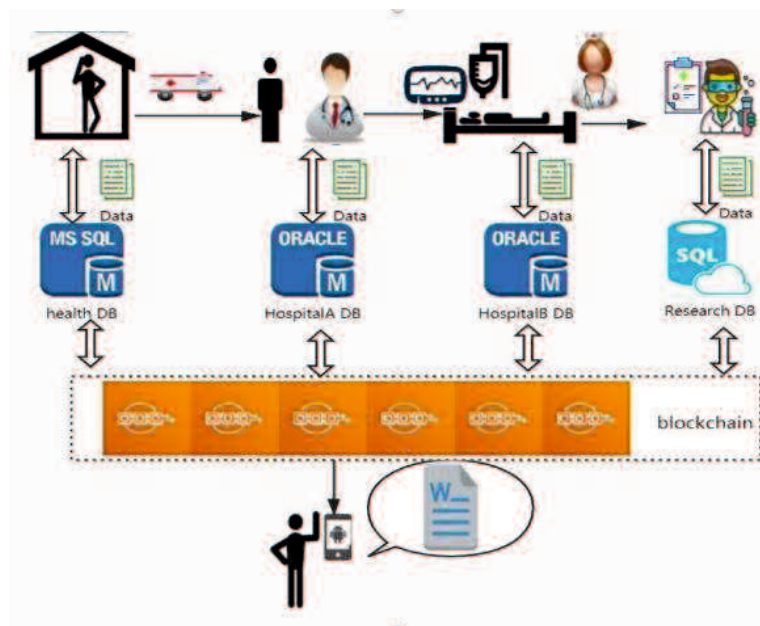 Data
Data
Data
Data
MS SQL
M
health DB
ORACLE
M
HospitalA DB
ORACLE
M
HospitalB DB
SQL
Research DB
blockchain
W